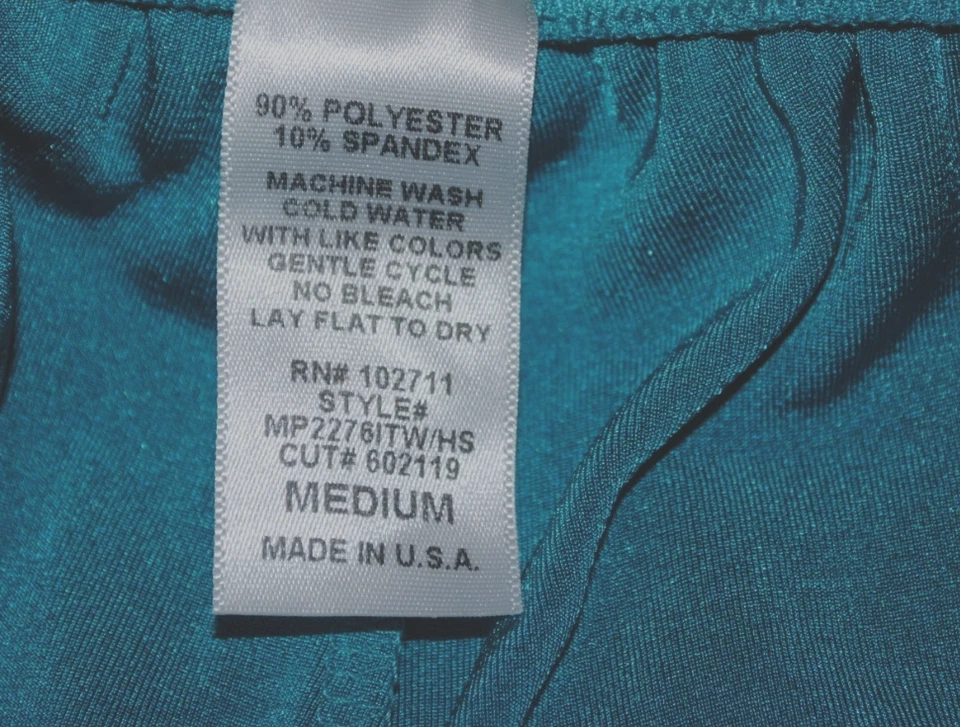 90% POLYESTER
10% SPANDEX
MACHINE WASH
COLD WATER
WITH LIKE COLORS
GENTLE CYCLE
NO BLEACH
LAY FLAT TO DRY
RN# 102711
STYLE#
MP2276ITW/HS
CUT# 602119
MEDIUM
MADE IN U.S.A.